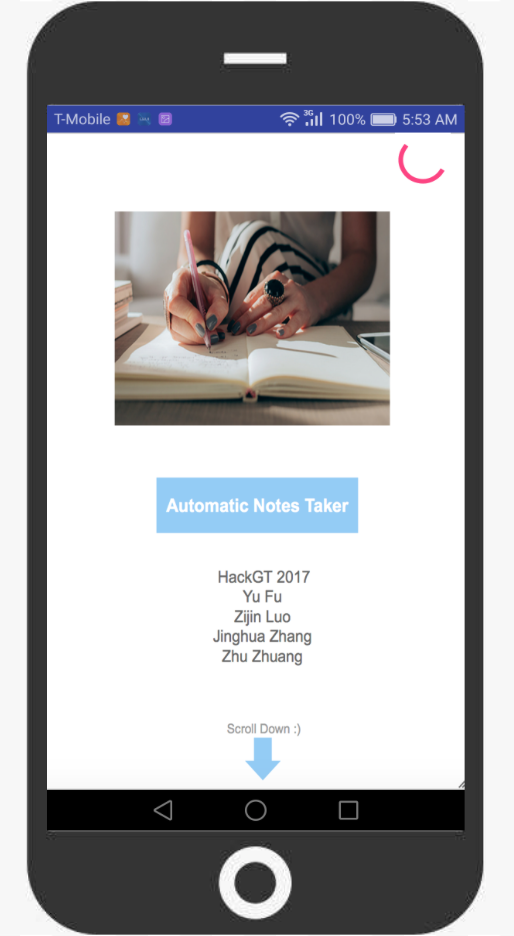 T-Mobile 3G 100% 5:53 AM
Automatic Notes Taker
HackGT 2017
Yu Fu
Zijin Luo
Jinghua Zhang
Zhu Zhuang
Scroll Down :)